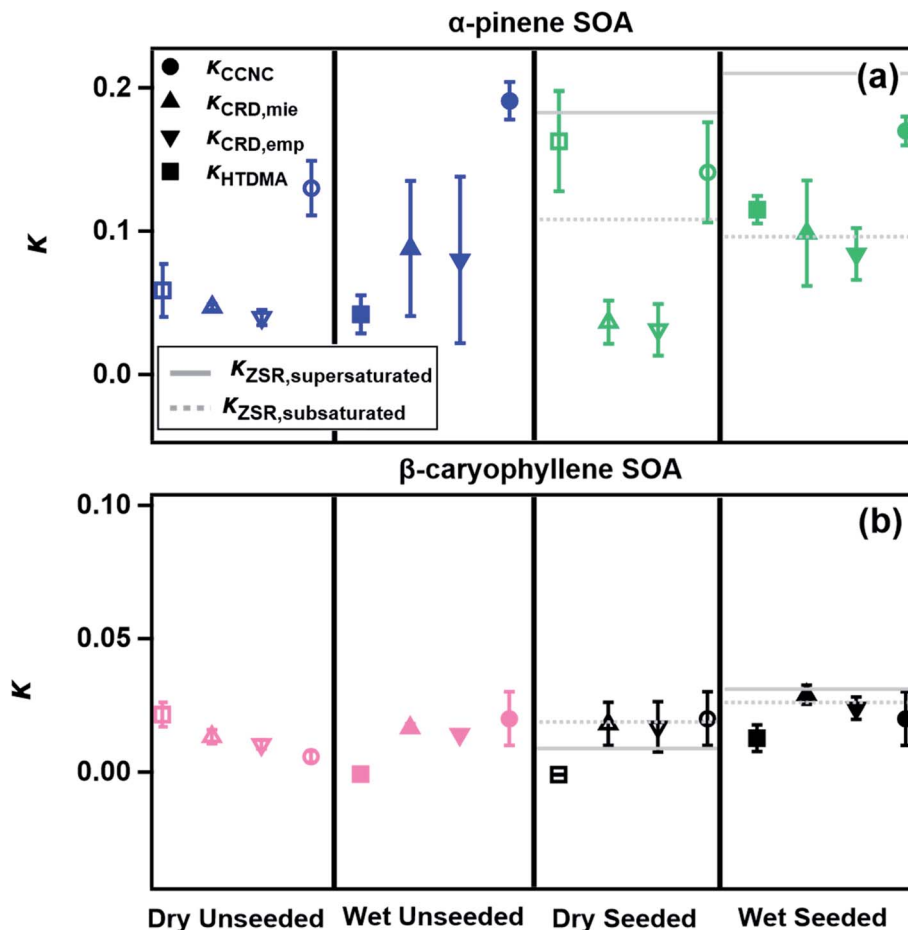 α-pinene SOA
(a)
0.2
0.1
0.0
κ
κCCNC
κCRD,mie
κCRD,emp
κHTDMA
κZSR,supersaturated
κZSR,subsaturated
β-caryophyllene SOA
(b)
0.10
0.05
0.00
κ
Dry Unseeded Wet Unseeded Dry Seeded Wet Seeded